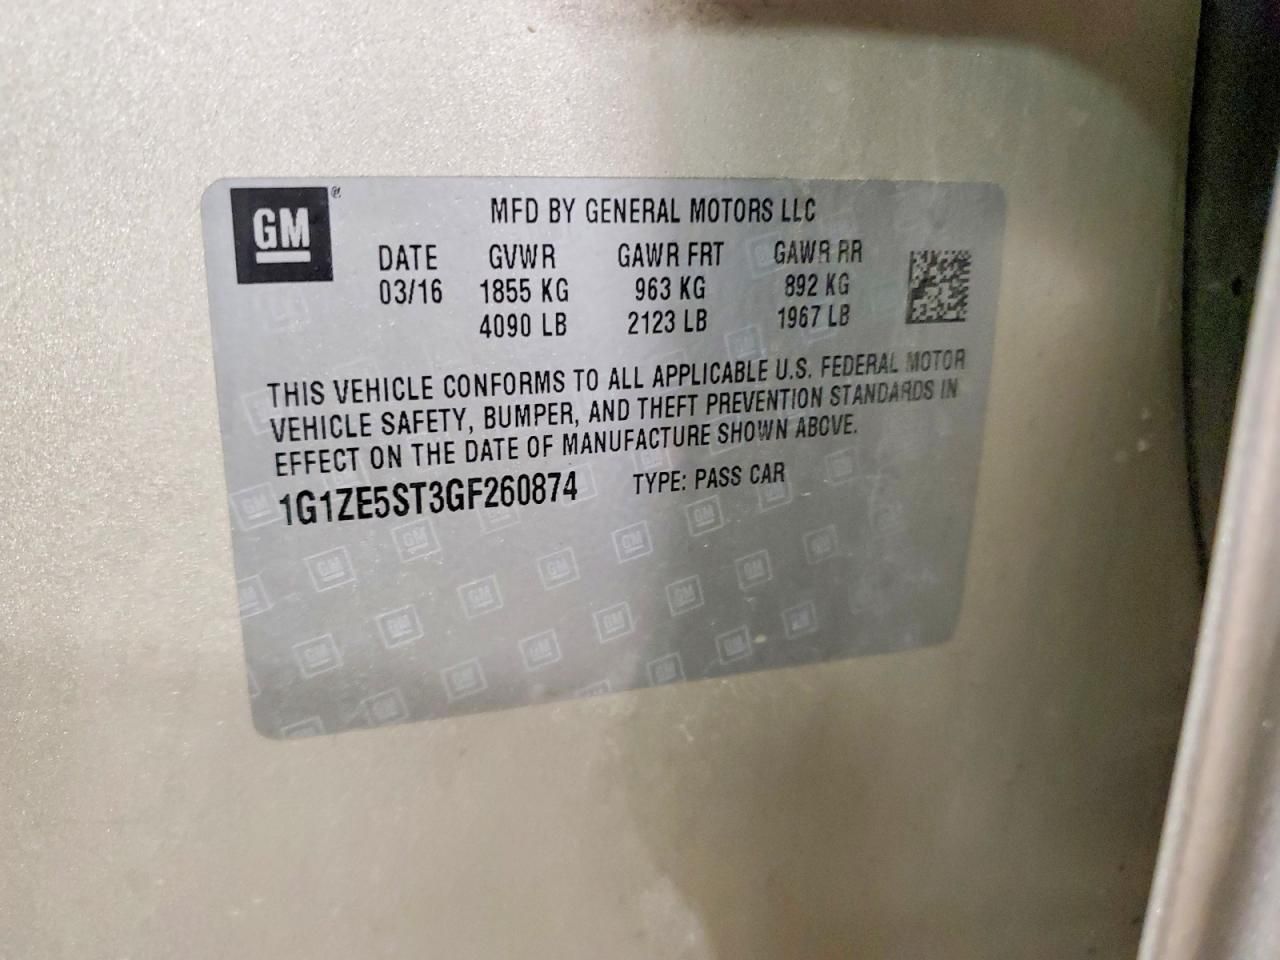 GM®
MFD BY GENERAL MOTORS LLC
DATE GVWR GAWR FRT GAWR RR
03/16 1855 KG 963 KG 892 KG
4090 LB 2123 LB 1967 LB
THIS VEHICLE CONFORMS TO ALL APPLICABLE U.S. FEDERAL MOTOR
VEHICLE SAFETY, BUMPER, AND THEFT PREVENTION STANDARDS IN
EFFECT ON THE DATE OF MANUFACTURE SHOWN ABOVE.
1G1ZE5ST3GF260874 TYPE: PASS CAR